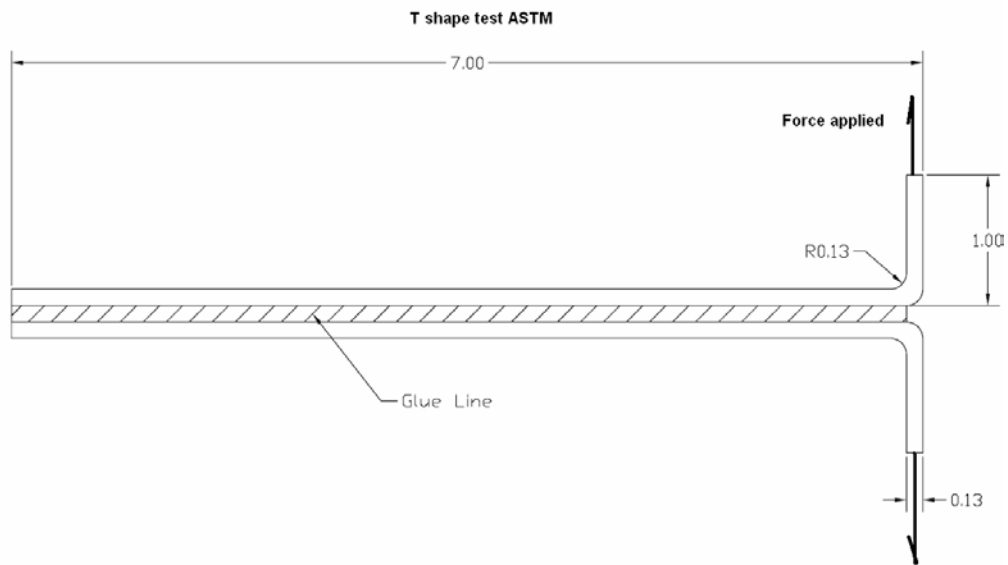 T shape test ASTM
7.00
Force applied
1.00
R0.13
Glue Line
0.13